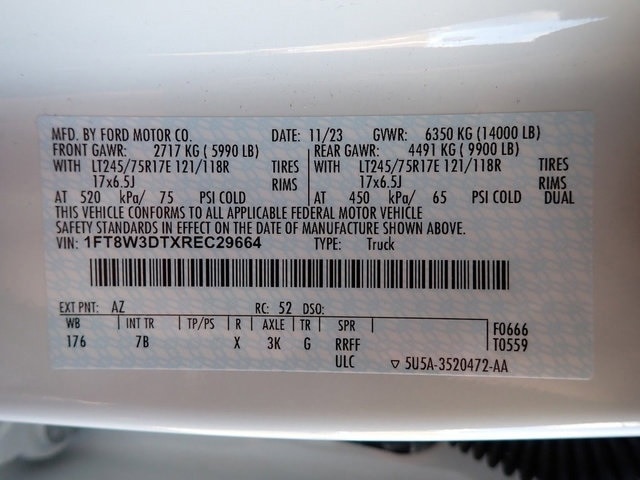 MFD. BY FORD MOTOR CO. DATE: 11/23 GVWR: 6350 KG (14000 LB)
FRONT GAWR: 2717 KG ( 5990 LB) REAR GAWR: 4491 KG ( 9900 LB)
WITH LT245/75R17E 121/118R TIRES WITH LT245/75R17E 121/118R TIRES
17x6.5J RIMS 17x6.5J RIMS
AT 520 kPa/ 75 PSI COLD AT 450 kPa/ 65 PSI COLD DUAL
THIS VEHICLE CONFORMS TO ALL APPLICABLE FEDERAL MOTOR VEHICLE
SAFETY STANDARDS IN EFFECT ON THE DATE OF MANUFACTURE SHOWN ABOVE.
VIN: 1FT8W3DTXREC29664 TYPE: Truck
EXT PNT: AZ RC: 52 DSO:
WB INT TR TP/PS R AXLE TR SPR F0666
176 7B X 3K G RRFF T0559
ULC ▽ 5U5A-3520472-AA